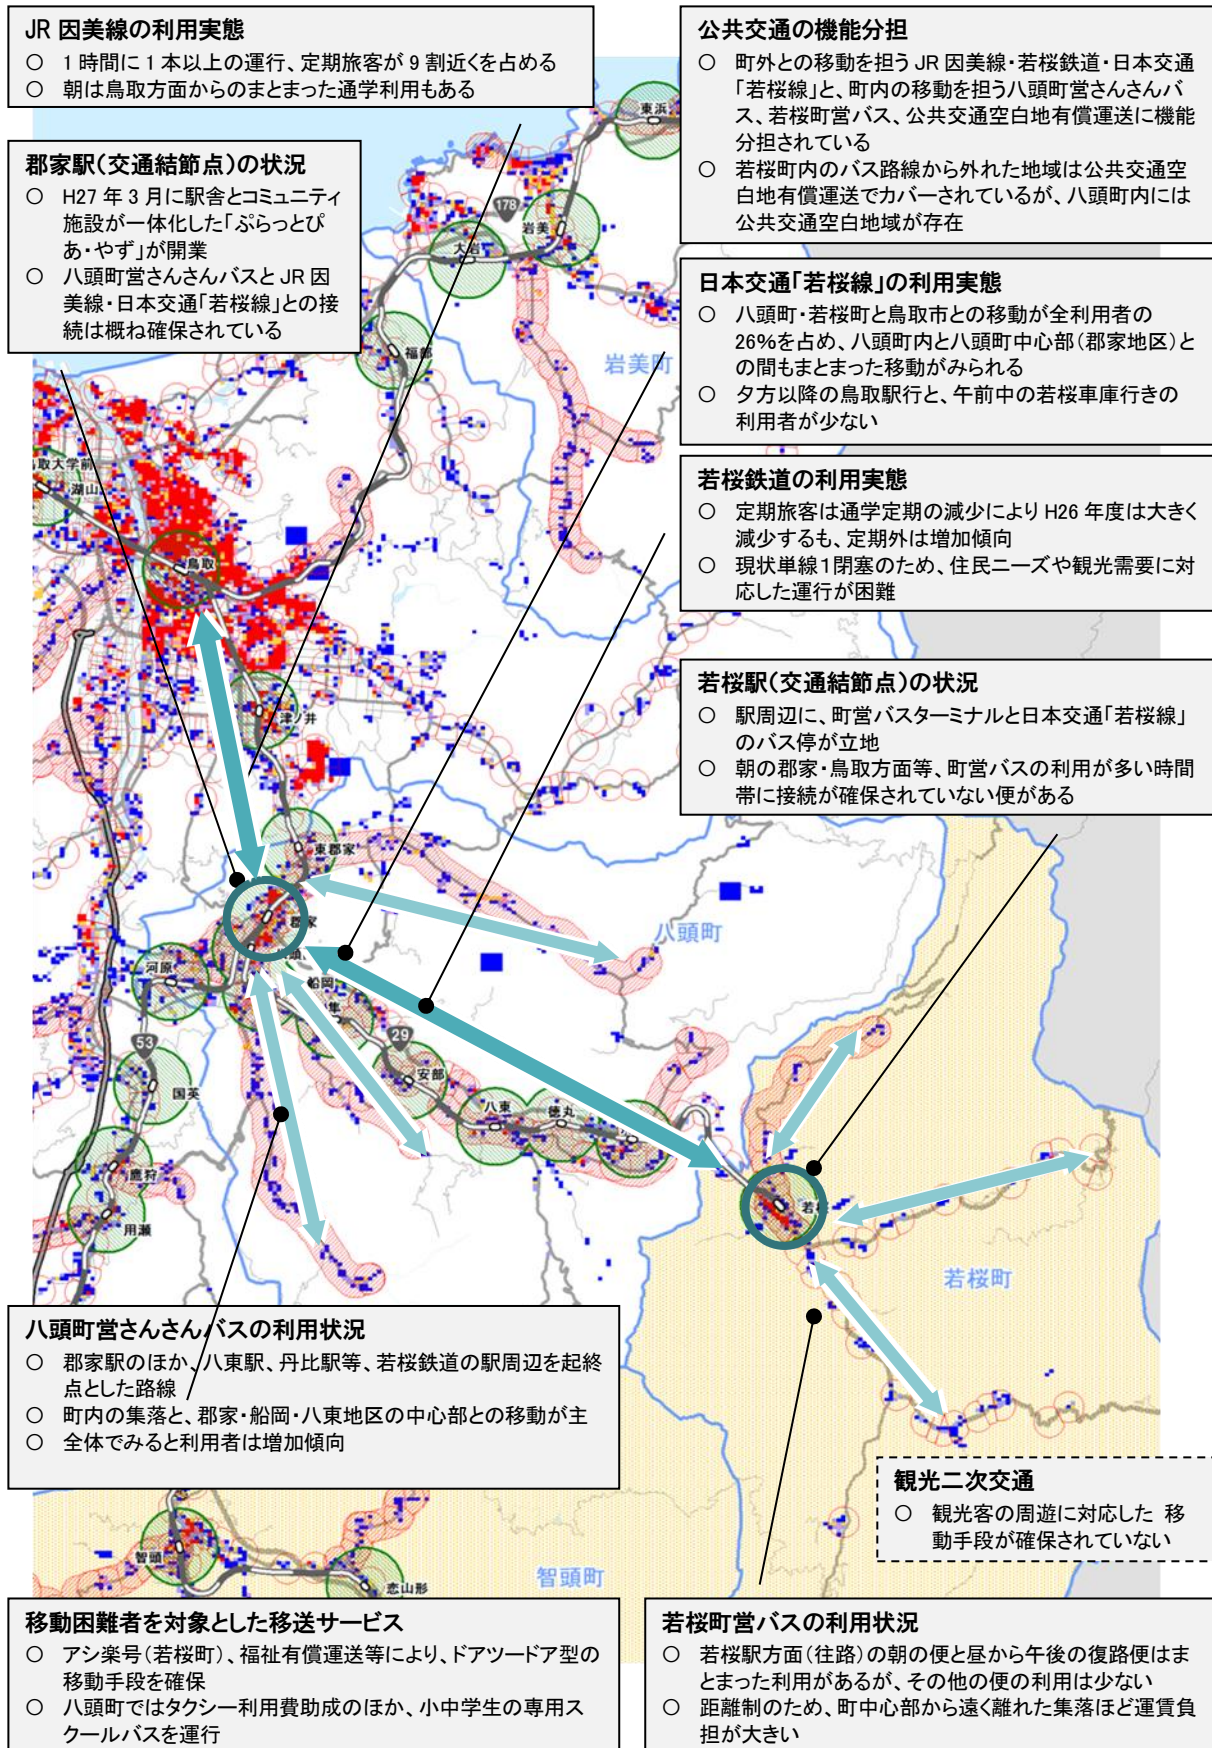 JR 因美線の利用実態
○ 1 時間に 1 本以上の運行、定期旅客が 9 割近くを占める
○ 朝は鳥取方面からのまとまった通学利用もある
郡家駅(交通結節点)の状況
○ H27 年 3 月に駅舎とコミュニティ
施設が一体化した「ぷらっとぴ
あ・やず」が開業
○ 八頭町営さんさんバスと JR 因
美線・日本交通「若桜線」との接
続は概ね確保されている
公共交通の機能分担
○ 町外との移動を担う JR 因美線・若桜鉄道・日本交通
「若桜線」と、町内の移動を担う八頭町営さんさんバ
ス、若桜町営バス、公共交通空白地有償運送に機能
分担されている
○ 若桜町内のバス路線から外れた地域は公共交通空
白地有償運送でカバーされているが、八頭町内には
公共交通空白地域が存在
日本交通「若桜線」の利用実態
○ 八頭町・若桜町と鳥取市との移動が全利用者の
26%を占め、八頭町内と八頭町中心部(郡家地区)と
の間もまとまった移動がみられる
○ 夕方以降の鳥取駅行と、午前中の若桜車庫行きの
利用者が少ない
若桜鉄道の利用実態
○ 定期旅客は通学定期の減少により H26 年度は大きく
減少するも、定期外は増加傾向
○ 現状単線1閉塞のため、住民ニーズや観光需要に対
応した運行が困難
若桜駅(交通結節点)の状況
○ 駅周辺に、町営バスターミナルと日本交通「若桜線」
のバス停が立地
○ 朝の郡家・鳥取方面等、町営バスの利用が多い時間
帯に接続が確保されていない便がある
東浜
178
岩美
大岩
福部
岩美町
取大学前
湖山
鳥取
津ノ井
東郡家
郡家
八頭町
河原
船岡
隼
53
29
国英
安部
八東
徳丸
鷹狩
用瀬
若桜町
八頭町営さんさんバスの利用状況
○ 郡家駅のほか、八東駅、丹比駅等、若桜鉄道の駅周辺を起終
点とした路線
○ 町内の集落と、郡家・船岡・八東地区の中心部との移動が主
○ 全体でみると利用者は増加傾向
観光二次交通
○ 観光客の周遊に対応した 移
動手段が確保されていない
智頭
恋山形
智頭町
移動困難者を対象とした移送サービス
○ アシ楽号(若桜町)、福祉有償運送等により、ドアツードア型の
移動手段を確保
○ 八頭町ではタクシー利用費助成のほか、小中学生の専用ス
クールバスを運行
若桜町営バスの利用状況
○ 若桜駅方面(往路)の朝の便と昼から午後の復路便はま
とまった利用があるが、その他の便の利用は少ない
○ 距離制のため、町中心部から遠く離れた集落ほど運賃負
担が大きい